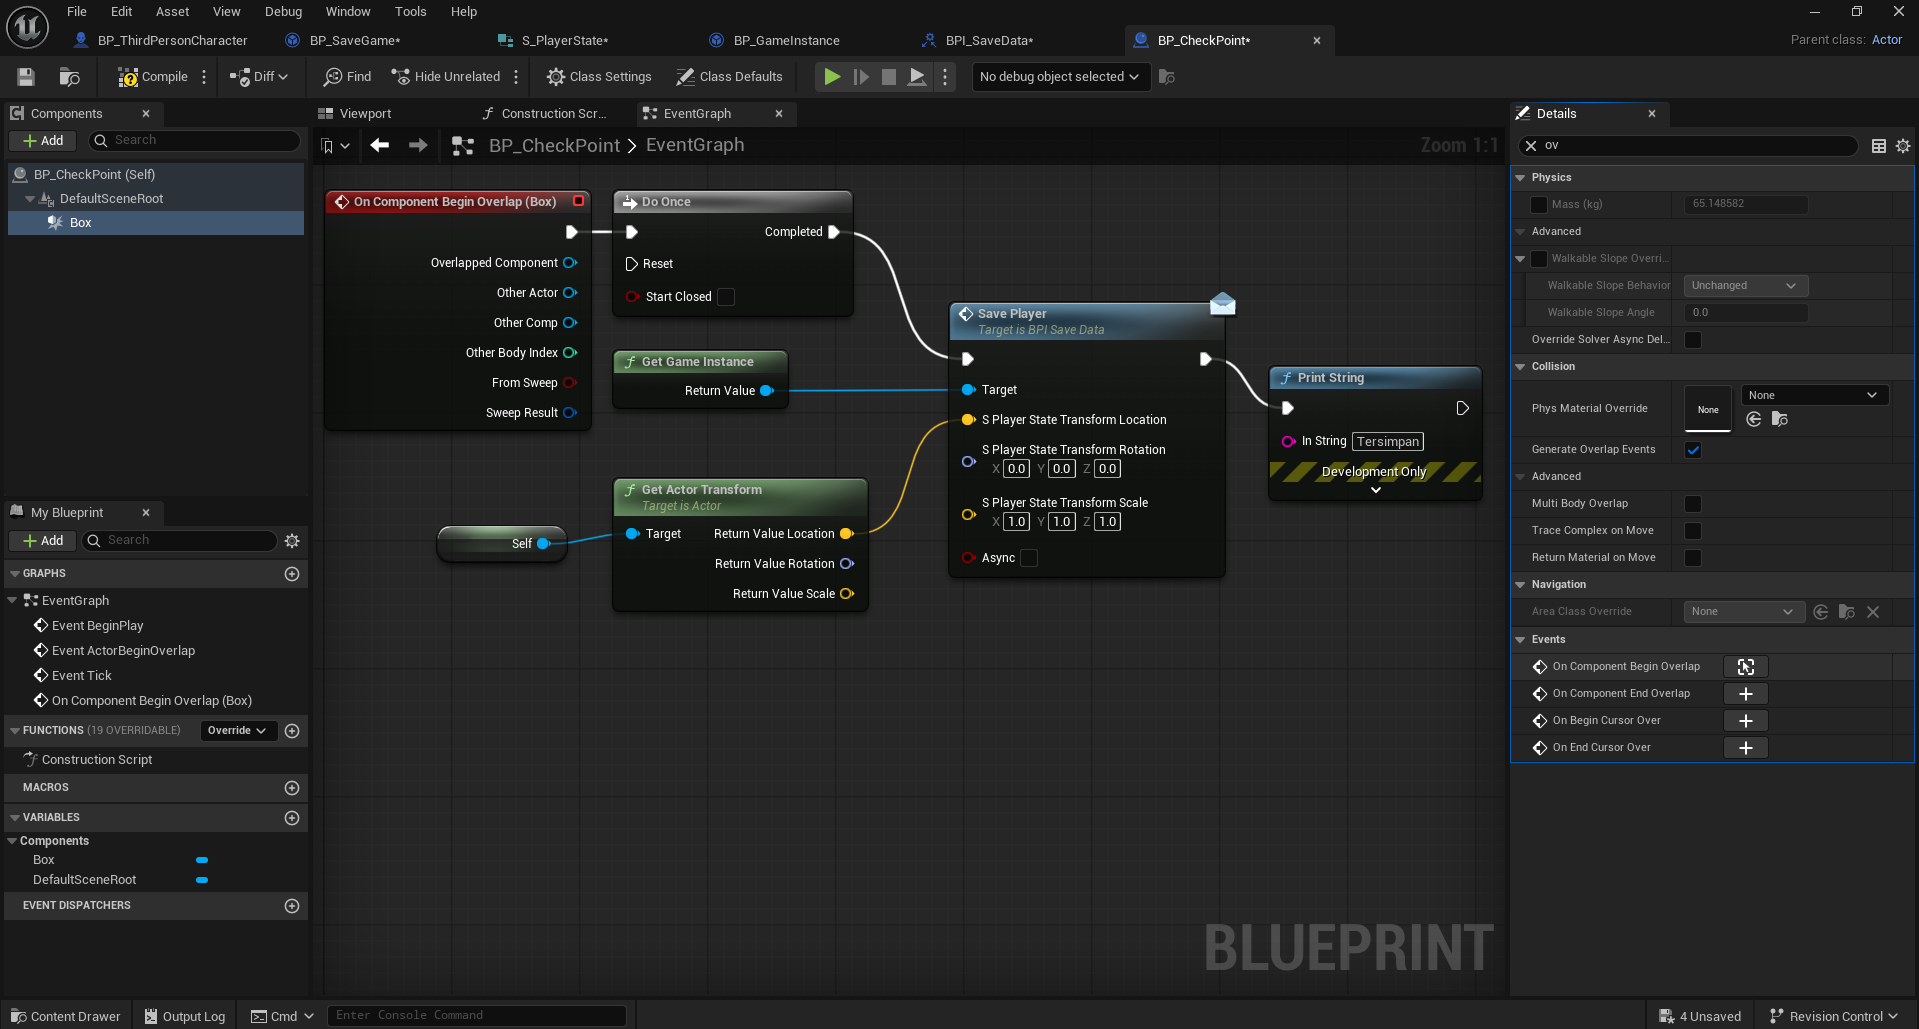 File Edit Asset View Debug Window Tools Help
BP_ThirdPersonCharacter BP_SaveGame* S_PlayerState* BP_GameInstance BPI_SaveData* BP_CheckPoint* Parent class: Actor
Compile Diff Find Hide Unrelated Class Settings Class Defaults No debug object selected
Components Viewport Construction Scr... EventGraph Details
Add Search BP_CheckPoint > EventGraph Zoom 1:1 ov
BP_CheckPoint (Self)
DefaultSceneRoot
Box
On Component Begin Overlap (Box)
Overlapped Component
Other Actor
Other Comp
Other Body Index
From Sweep
Sweep Result
Do Once
Completed
Reset
Start Closed
Get Game Instance
Return Value
Self
Get Actor Transform
Target is Actor
Target Return Value Location
Return Value Rotation
Return Value Scale
Save Player
Target is BPI Save Data
Target
S Player State Transform Location
S Player State Transform Rotation
X 0.0 Y 0.0 Z 0.0
S Player State Transform Scale
X 1.0 Y 1.0 Z 1.0
Async
Print String
In String Tersimpan
Development Only
BLUEPRINT
My Blueprint
Add Search
GRAPHS
EventGraph
Event BeginPlay
Event ActorBeginOverlap
Event Tick
On Component Begin Overlap (Box)
FUNCTIONS (19 OVERRIDABLE) Override
Construction Script
MACROS
VARIABLES
Components
Box
DefaultSceneRoot
EVENT DISPATCHERS
Physics
Mass (kg) 65.148582
Advanced
Walkable Slope Overri...
Walkable Slope Behavior Unchanged
Walkable Slope Angle 0.0
Override Solver Async Del...
Collision
Phys Material Override None None
Generate Overlap Events
Advanced
Multi Body Overlap
Trace Complex on Move
Return Material on Move
Navigation
Area Class Override None
Events
On Component Begin Overlap
On Component End Overlap
On Begin Cursor Over
On End Cursor Over
Content Drawer Output Log Cmd Enter Console Command 4 Unsaved Revision Control